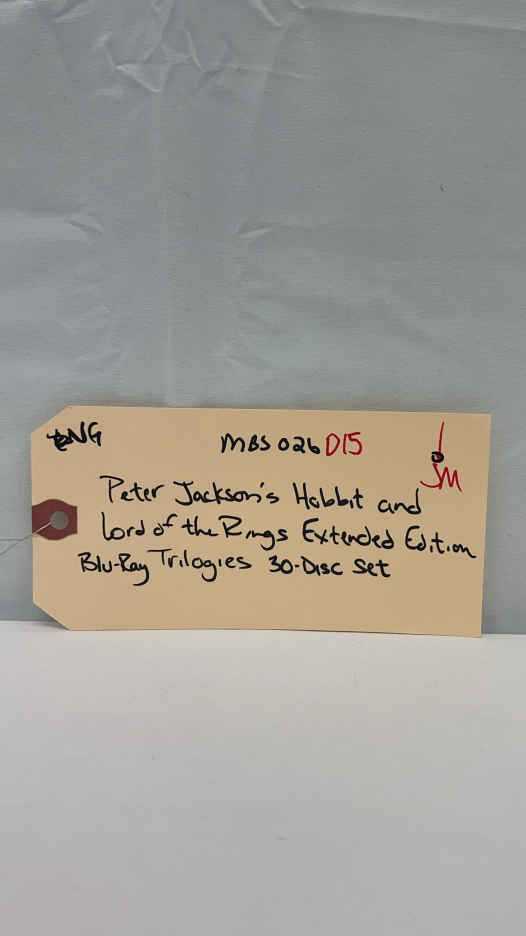 ENG
MBS 026 D15
JM
Peter Jackson's Hobbit and
Lord of the Rings Extended Edition
Blu-Ray Trilogies 30-Disc Set